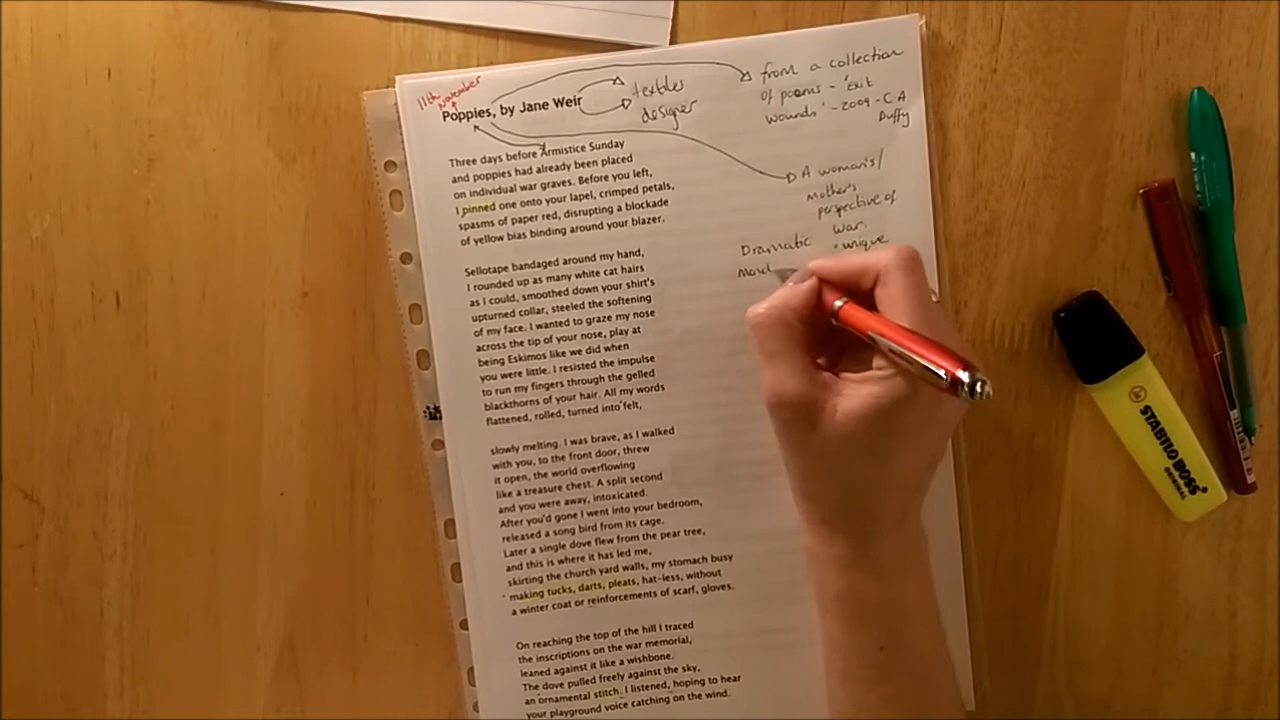 11th November
Poppies, by Jane Weir
textiles
designer
from a collection
of poems - 'Exit
wounds' - 2009 - C A
Duffy
A woman's/
mother's
perspective of
war.
unique
Dramatic
Three days before Armistice Sunday
and poppies had already been placed
on individual war graves. Before you left,
I pinned one onto your lapel, crimped petals,
spasms of paper red, disrupting a blockade
of yellow bias binding around your blazer.
Sellotape bandaged around my hand,
I rounded up as many white cat hairs
as I could, smoothed down your shirt's
upturned collar, steeled the softening
of my face. I wanted to graze my nose
across the tip of your nose, play at
being Eskimos like we did when
you were little. I resisted the impulse
to run my fingers through the gelled
blackthorns of your hair. All my words
flattened, rolled, turned into felt,
slowly melting. I was brave, as I walked
with you, to the front door, threw
it open, the world overflowing
like a treasure chest. A split second
and you were away, intoxicated.
After you'd gone I went into your bedroom,
released a song bird from its cage.
Later a single dove flew from the pear tree,
and this is where it has led me,
skirting the church yard walls, my stomach busy
making tucks, darts, pleats, hat-less, without
a winter coat or reinforcements of scarf, gloves.
On reaching the top of the hill I traced
the inscriptions on the war memorial,
leaned against it like a wishbone.
The dove pulled freely against the sky,
an ornamental stitch. I listened, hoping to hear
your playground voice catching on the wind.
STABILO BOSS
ORIGINAL